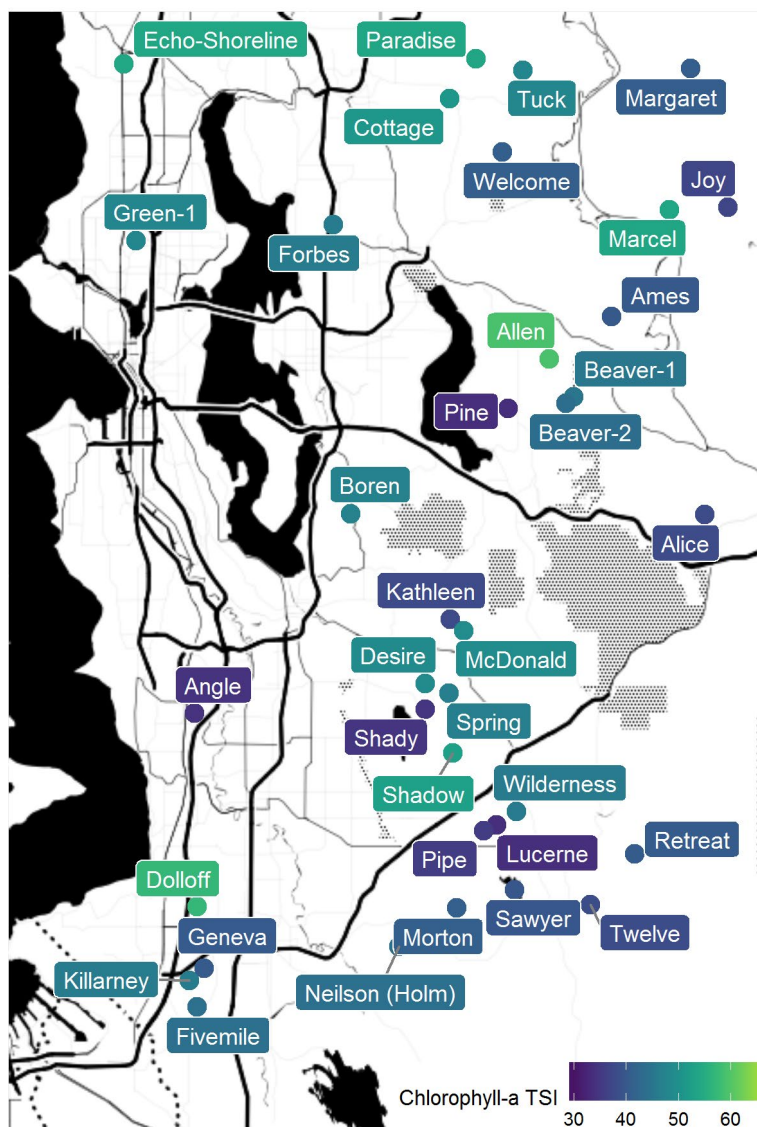 Echo-Shoreline
Paradise
Tuck
Margaret
Cottage
Welcome
Joy
Green-1
Marcel
Forbes
Ames
Allen
Beaver-1
Pine
Beaver-2
Boren
Alice
Kathleen
Desire
McDonald
Angle
Spring
Shady
Shadow
Wilderness
Pipe
Lucerne
Retreat
Dolloff
Sawyer
Geneva
Morton
Twelve
Killarney
Neilson (Holm)
Fivemile
Chlorophyll-a TSI
30 40 50 60